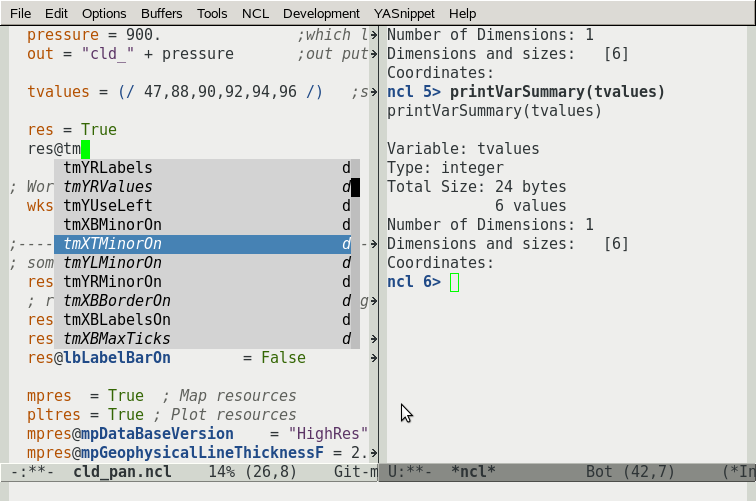 File Edit Options Buffers Tools NCL Development YASnippet Help
pressure = 900. ;which l
out = "cld_" + pressure ;out put
tvalues = (/ 47,88,90,92,94,96 /) ;s
res = True
res@tm
tmYRLabels d
; Wor tmYRValues d
wks tmYUseLeft d
tmXBMinorOn d
;---- tmXTMinorOn d -
; som tmYLMinorOn d
res tmYRMinorOn d
; r tmXBBorderOn d g
res tmXBLabelsOn d
res tmXBMaxTicks d
res@lbLabelBarOn = False
mpres = True ; Map resources
pltres = True ; Plot resources
mpres@mpDataBaseVersion = "HighRes"
mpres@mpGeophysicalLineThicknessF = 2.
-:**- cld_pan.ncl 14% (26,8) Git-m
Number of Dimensions: 1
Dimensions and sizes: [6]
Coordinates:
ncl 5> printVarSummary(tvalues)
printVarSummary(tvalues)
Variable: tvalues
Type: integer
Total Size: 24 bytes
6 values
Number of Dimensions: 1
Dimensions and sizes: [6]
Coordinates:
ncl 6>
U:**- *ncl* Bot (42,7) (*In